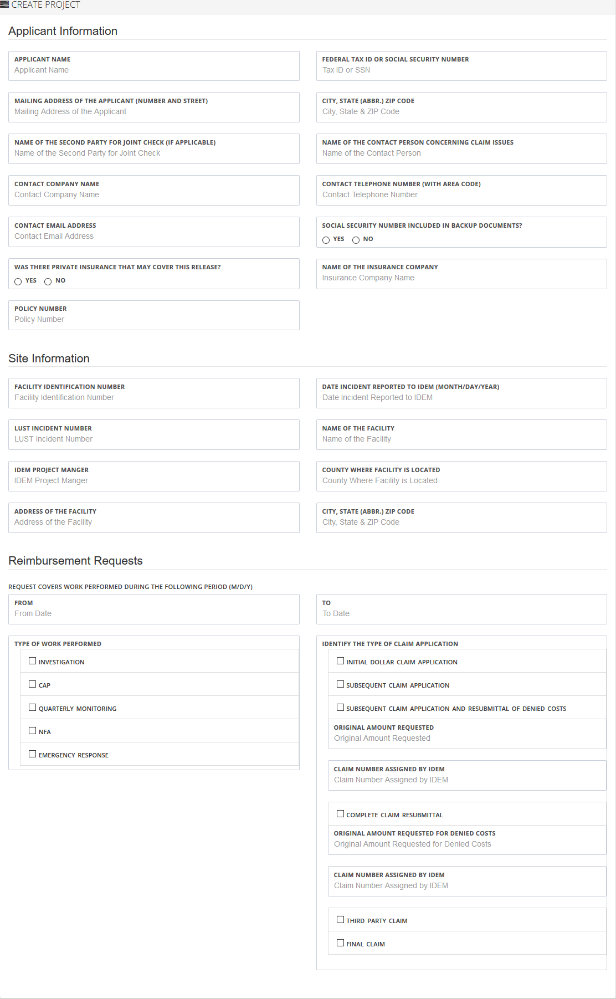 CREATE PROJECT
Applicant Information
APPLICANT NAME
Applicant Name
FEDERAL TAX ID OR SOCIAL SECURITY NUMBER
Tax ID or SSN
MAILING ADDRESS OF THE APPLICANT (NUMBER AND STREET)
Mailing Address of the Applicant
CITY, STATE (ABBR.) ZIP CODE
City, State & ZIP Code
NAME OF THE SECOND PARTY FOR JOINT CHECK (IF APPLICABLE)
Name of the Second Party for Joint Check
NAME OF THE CONTACT PERSON CONCERNING CLAIM ISSUES
Name of the Contact Person
CONTACT COMPANY NAME
Contact Company Name
CONTACT TELEPHONE NUMBER (WITH AREA CODE)
Contact Telephone Number
CONTACT EMAIL ADDRESS
Contact Email Address
SOCIAL SECURITY NUMBER INCLUDED IN BACKUP DOCUMENTS?
YES NO
WAS THERE PRIVATE INSURANCE THAT MAY COVER THIS RELEASE?
YES NO
NAME OF THE INSURANCE COMPANY
Insurance Company Name
POLICY NUMBER
Policy Number
Site Information
FACILITY IDENTIFICATION NUMBER
Facility Identification Number
DATE INCIDENT REPORTED TO IDEM (MONTH/DAY/YEAR)
Date Incident Reported to IDEM
LUST INCIDENT NUMBER
LUST Incident Number
NAME OF THE FACILITY
Name of the Facility
IDEM PROJECT MANGER
IDEM Project Manger
COUNTY WHERE FACILITY IS LOCATED
County Where Facility is Located
ADDRESS OF THE FACILITY
Address of the Facility
CITY, STATE (ABBR.) ZIP CODE
City, State & ZIP Code
Reimbursement Requests
REQUEST COVERS WORK PERFORMED DURING THE FOLLOWING PERIOD (M/D/Y)
FROM
From Date
TO
To Date
TYPE OF WORK PERFORMED
INVESTIGATION
CAP
QUARTERLY MONITORING
NFA
EMERGENCY RESPONSE
IDENTIFY THE TYPE OF CLAIM APPLICATION
INITIAL DOLLAR CLAIM APPLICATION
SUBSEQUENT CLAIM APPLICATION
SUBSEQUENT CLAIM APPLICATION AND RESUBMITTAL OF DENIED COSTS
ORIGINAL AMOUNT REQUESTED
Original Amount Requested
CLAIM NUMBER ASSIGNED BY IDEM
Claim Number Assigned by IDEM
COMPLETE CLAIM RESUBMITTAL
ORIGINAL AMOUNT REQUESTED FOR DENIED COSTS
Original Amount Requested for Denied Costs
CLAIM NUMBER ASSIGNED BY IDEM
Claim Number Assigned by IDEM
THIRD PARTY CLAIM
FINAL CLAIM